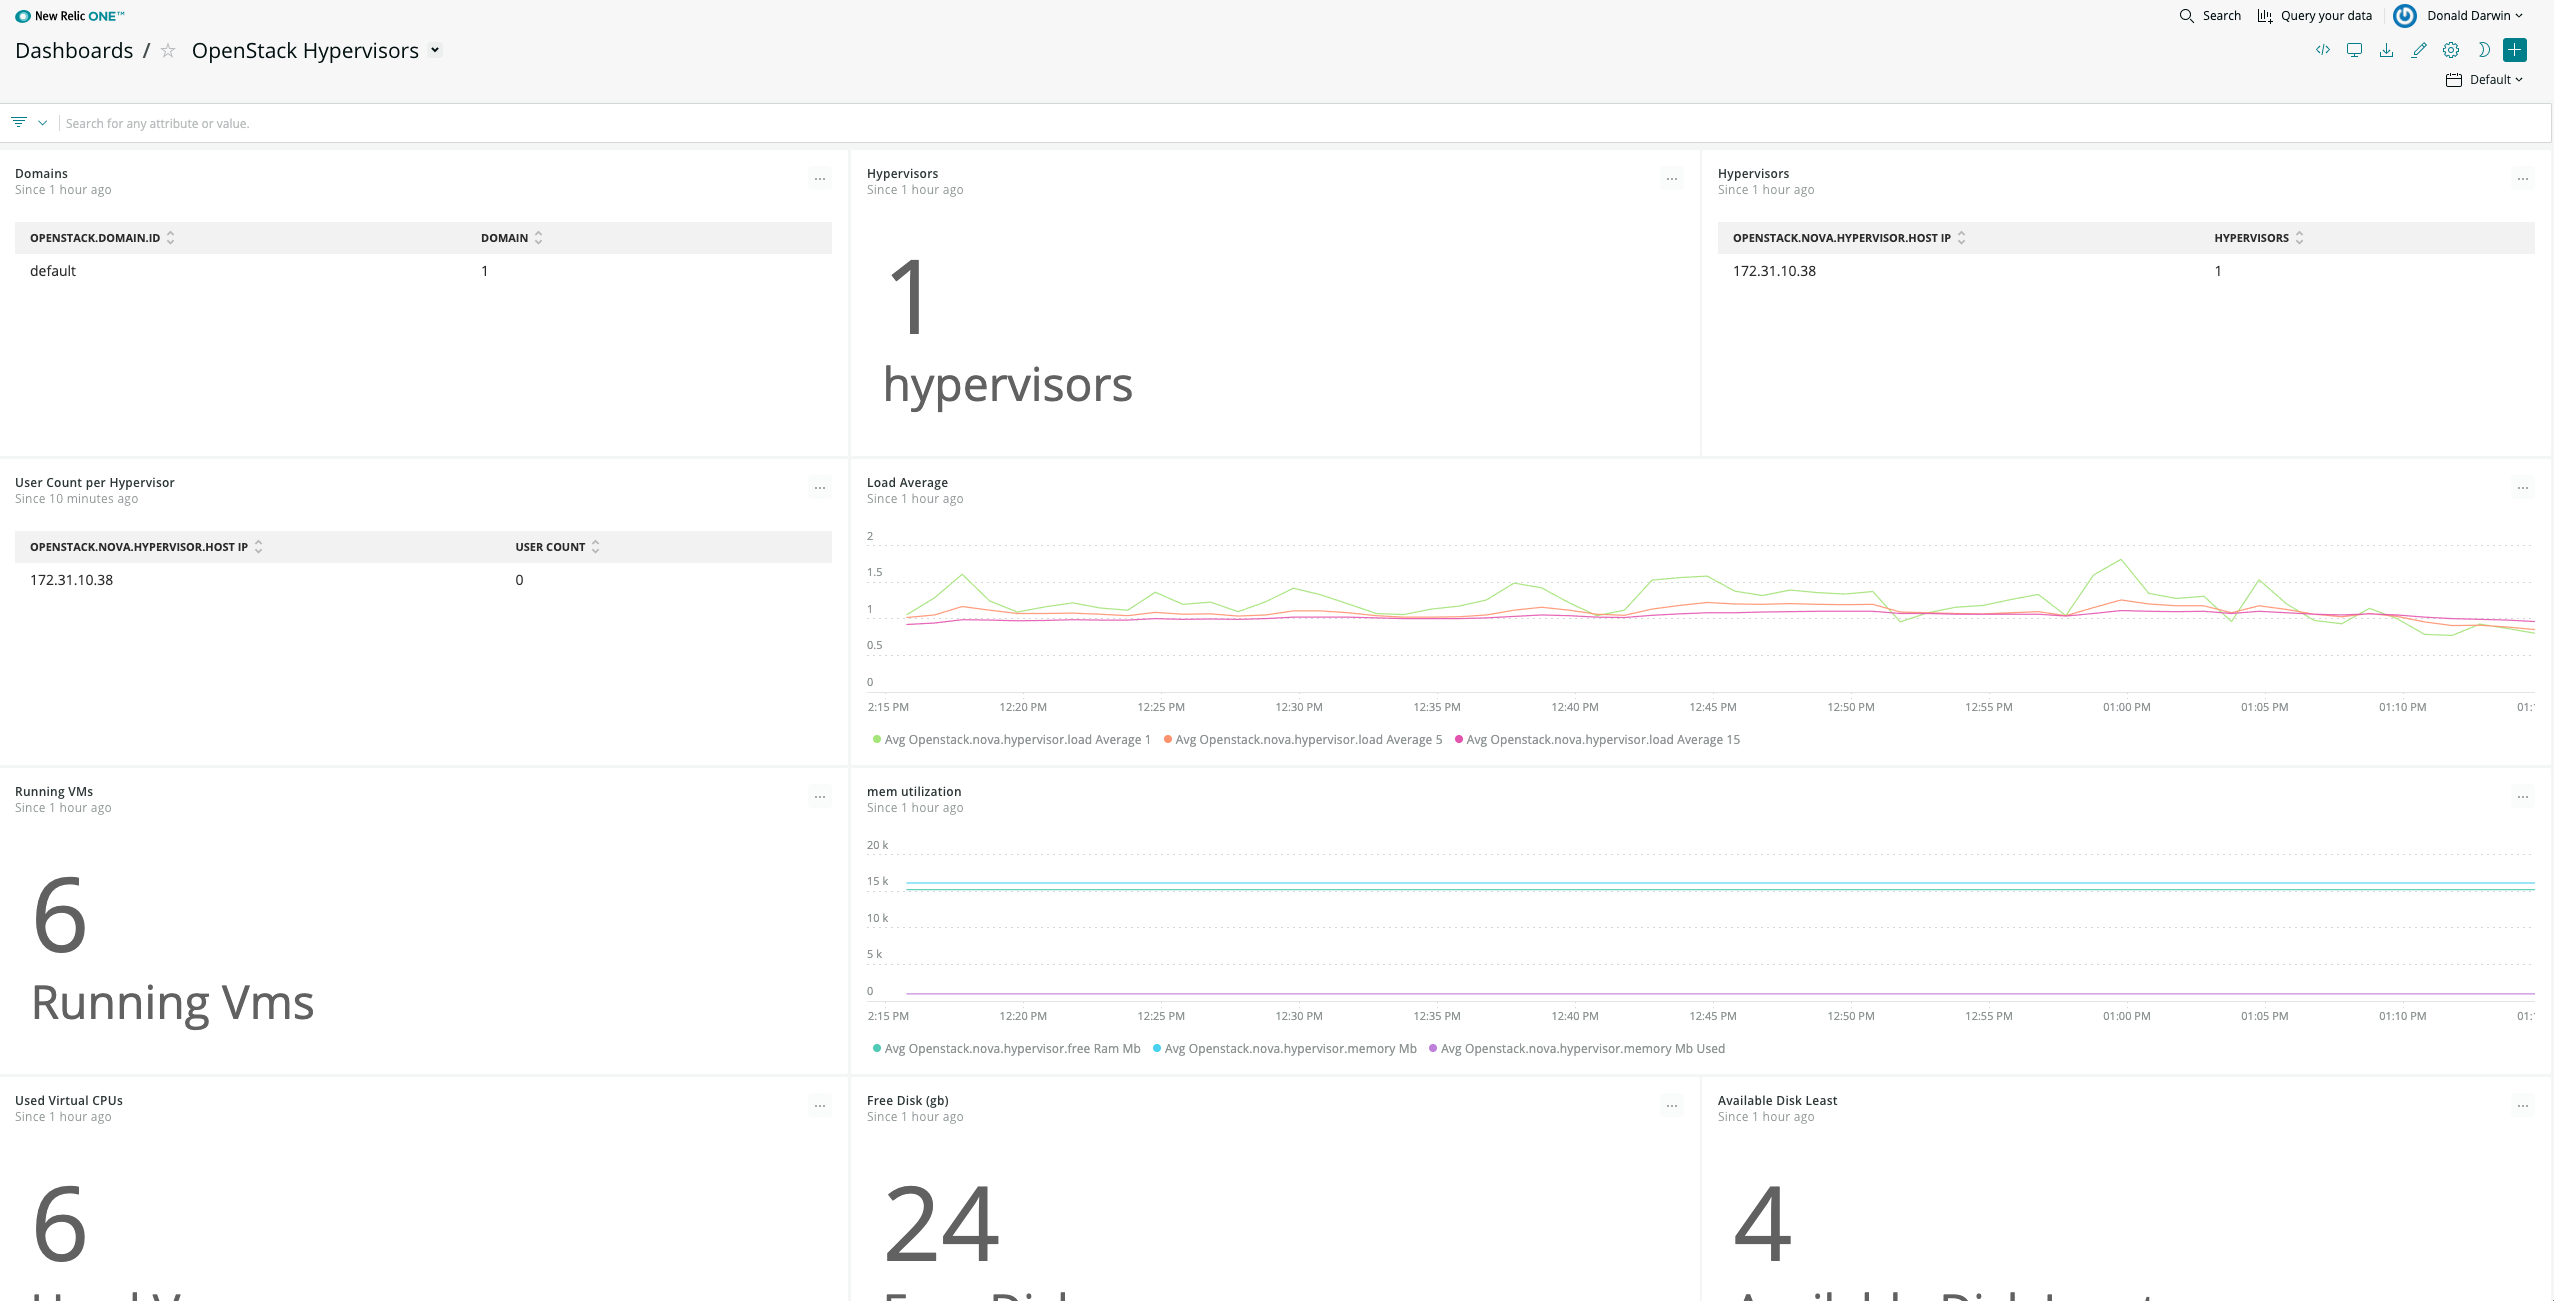 New Relic ONE™
Search
Query your data
Donald Darwin
Dashboards / OpenStack Hypervisors
Default
Search for any attribute or value.
Domains
Since 1 hour ago
OPENSTACK.DOMAIN.ID DOMAIN
default 1
Hypervisors
Since 1 hour ago
1
hypervisors
Hypervisors
Since 1 hour ago
OPENSTACK.NOVA.HYPERVISOR.HOST IP HYPERVISORS
172.31.10.38 1
User Count per Hypervisor
Since 10 minutes ago
OPENSTACK.NOVA.HYPERVISOR.HOST IP USER COUNT
172.31.10.38 0
Load Average
Since 1 hour ago
2
1.5
1
0.5
0
2:15 PM 12:20 PM 12:25 PM 12:30 PM 12:35 PM 12:40 PM 12:45 PM 12:50 PM 12:55 PM 01:00 PM 01:05 PM 01:10 PM 01:
Avg Openstack.nova.hypervisor.load Average 1 Avg Openstack.nova.hypervisor.load Average 5 Avg Openstack.nova.hypervisor.load Average 15
Running VMs
Since 1 hour ago
6
Running Vms
mem utilization
Since 1 hour ago
20 k
15 k
10 k
5 k
0
2:15 PM 12:20 PM 12:25 PM 12:30 PM 12:35 PM 12:40 PM 12:45 PM 12:50 PM 12:55 PM 01:00 PM 01:05 PM 01:10 PM 01:
Avg Openstack.nova.hypervisor.free Ram Mb Avg Openstack.nova.hypervisor.memory Mb Avg Openstack.nova.hypervisor.memory Mb Used
Used Virtual CPUs
Since 1 hour ago
6
Free Disk (gb)
Since 1 hour ago
24
Available Disk Least
Since 1 hour ago
4